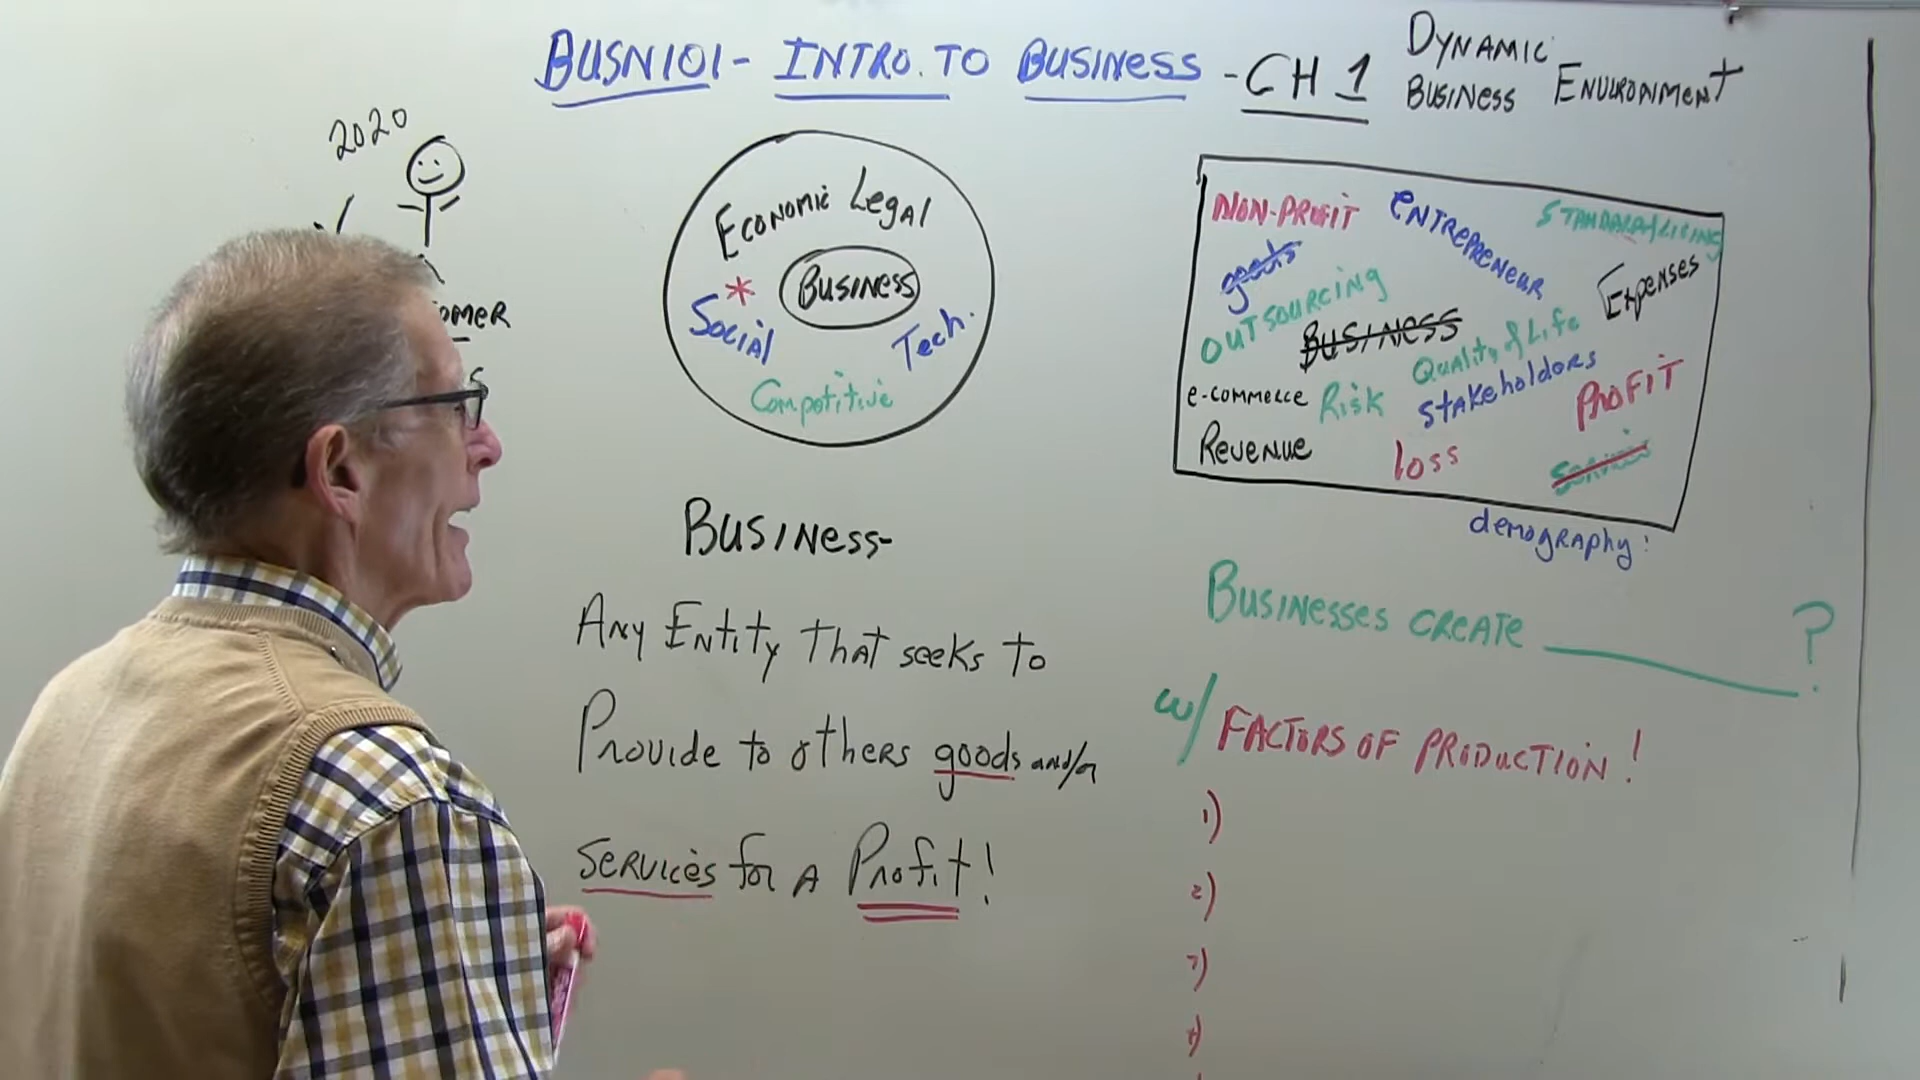 BUSN101 - INTRO. TO BUSINESS - CH 1
DYNAMIC
BUSINESS ENVIRONMENT
2020
OMER
S
Economic Legal
BUSINESS
*
Social
Tech.
Competitive
NON-PROFIT
entrepreneur
STANDARD of LIVING
goods
OUTSOURCING
Expenses
BUSINESS
Quality of Life
e-commerce
Risk
stakeholdors
PROFIT
Revenue
loss
demography:
BUSINESS-
ANY ENTITY THAT seeks to
Provide to others goods and/or
SERVICES for A Profit!
BUSINESSES CREATE ?
w/ FACTORS OF PRODUCTION!
1)
2)
3)
4)